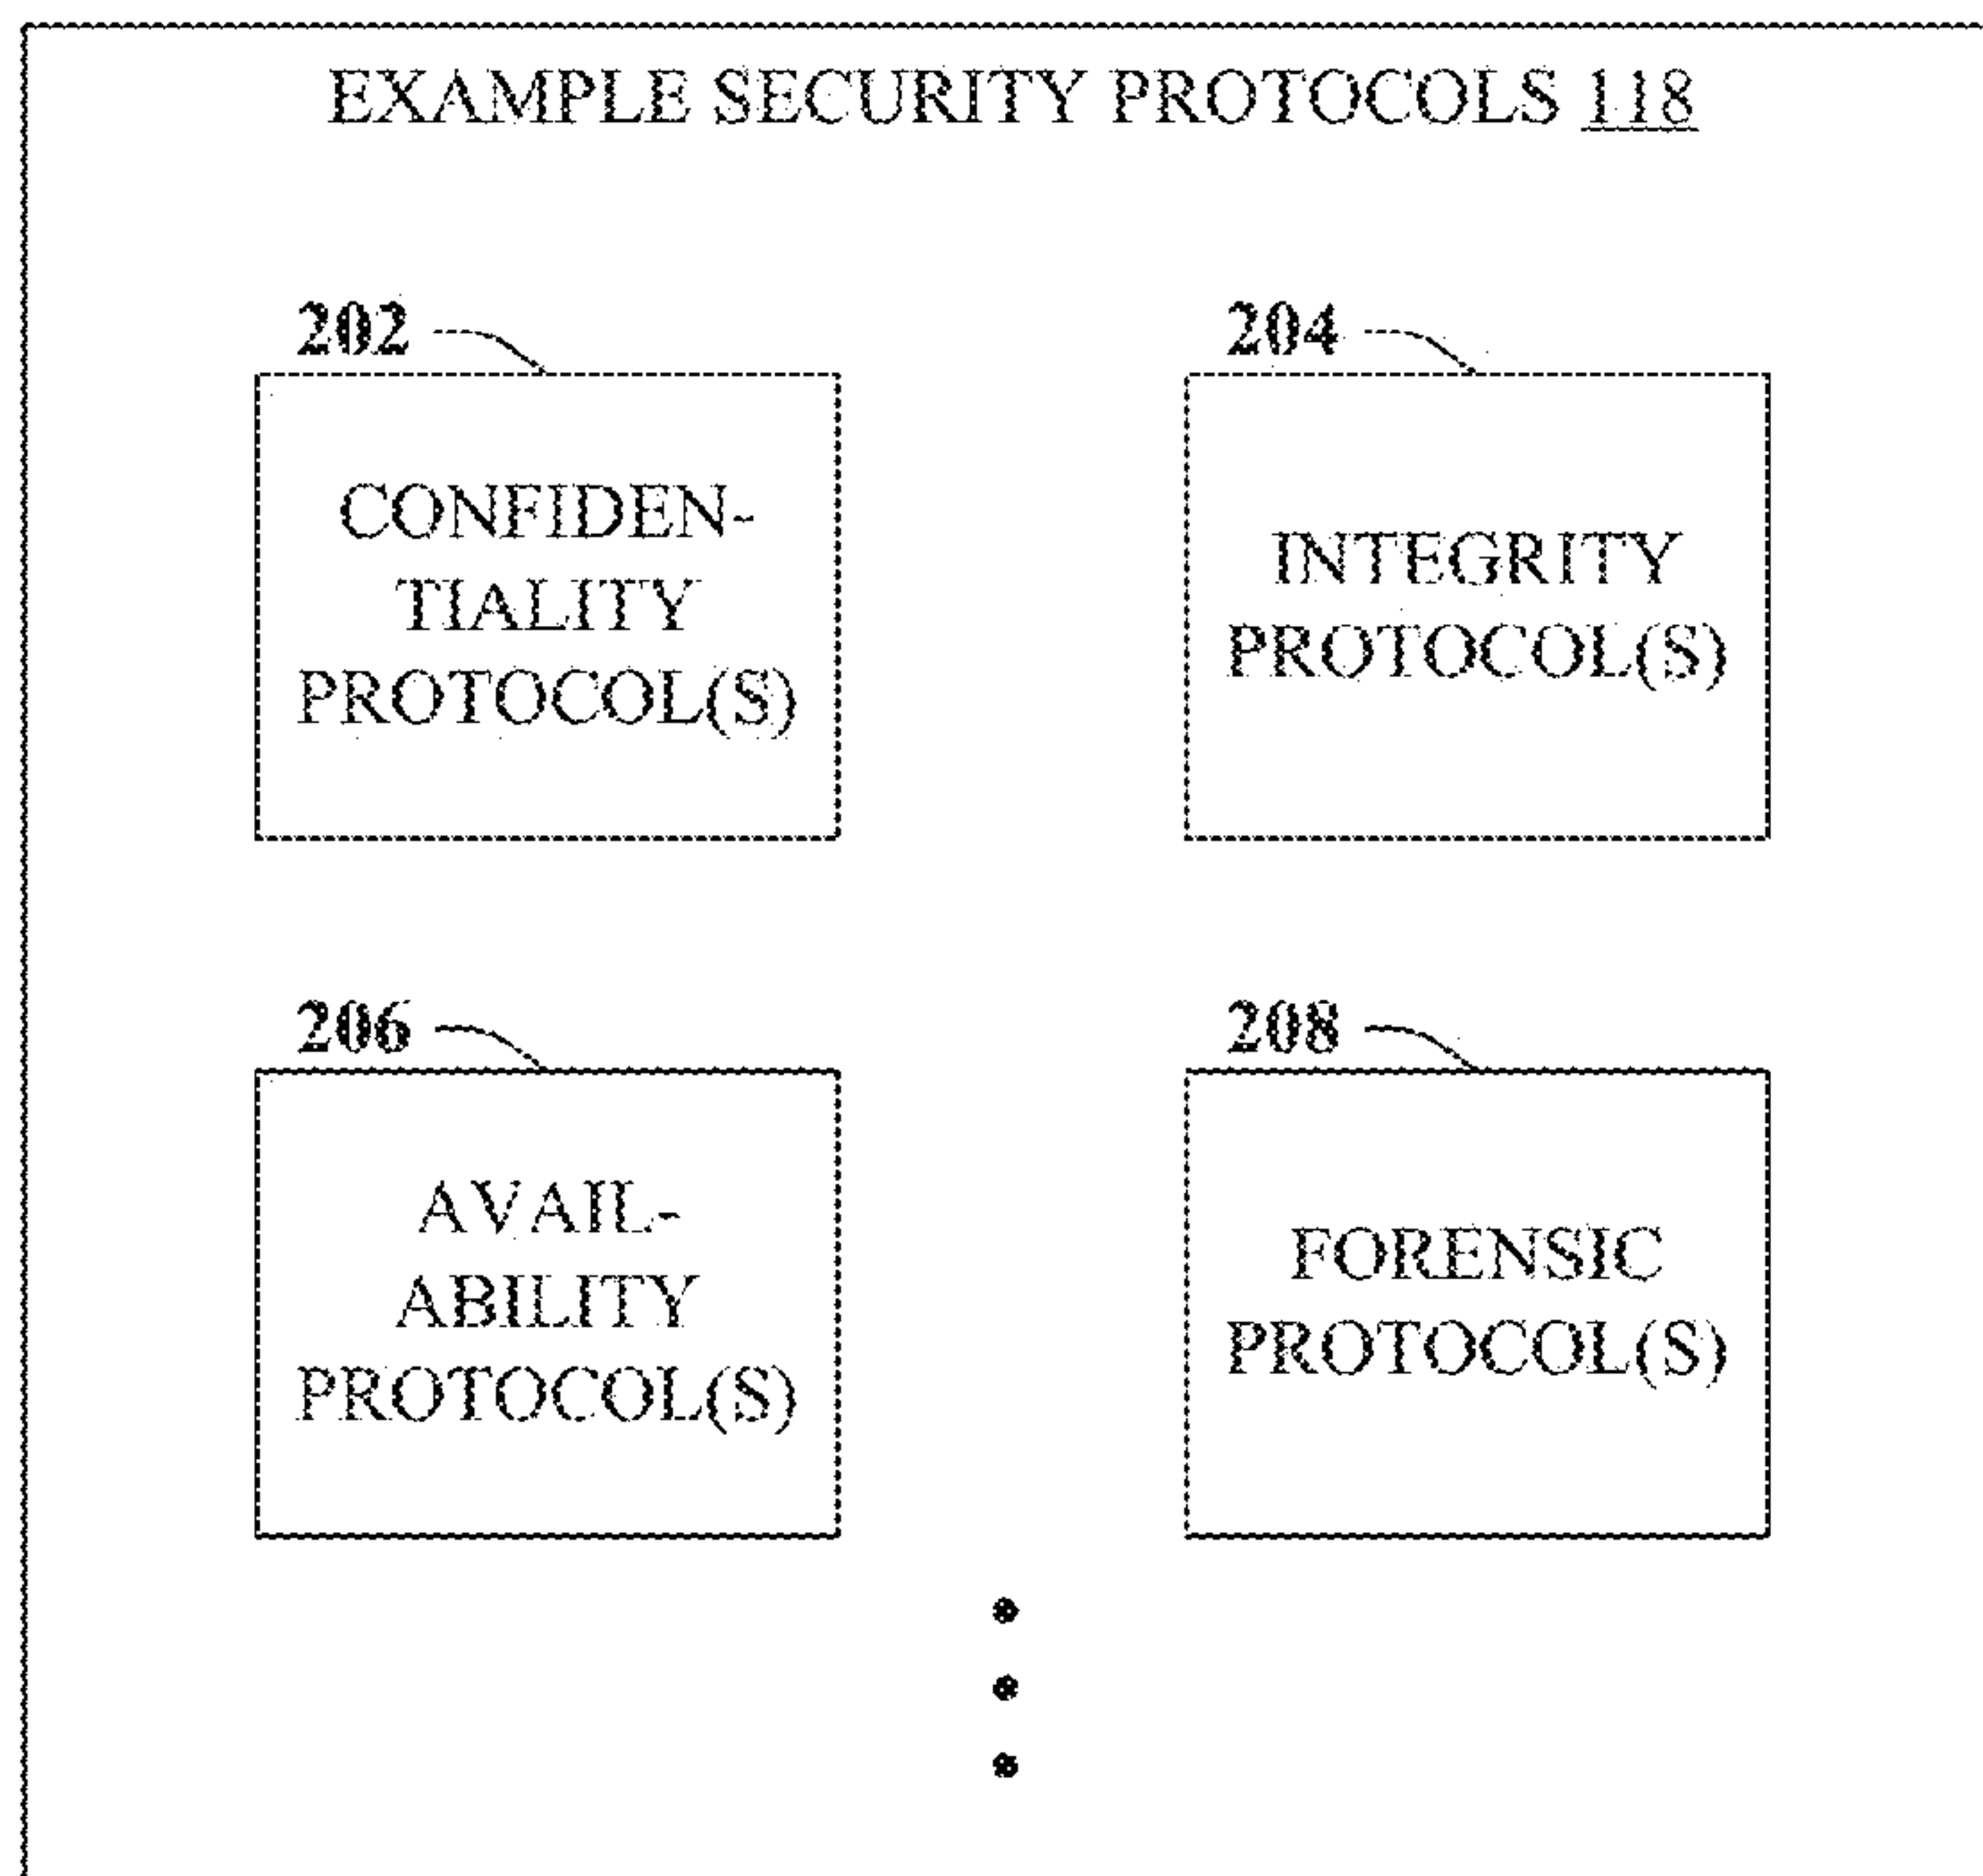 EXAMPLE SECURITY PROTOCOLS 118
202
CONFIDEN-
TIALITY
PROTOCOL(S)
204
INTEGRITY
PROTOCOL(S)
206
AVAIL-
ABILITY
PROTOCOL(S)
208
FORENSIC
PROTOCOL(S)